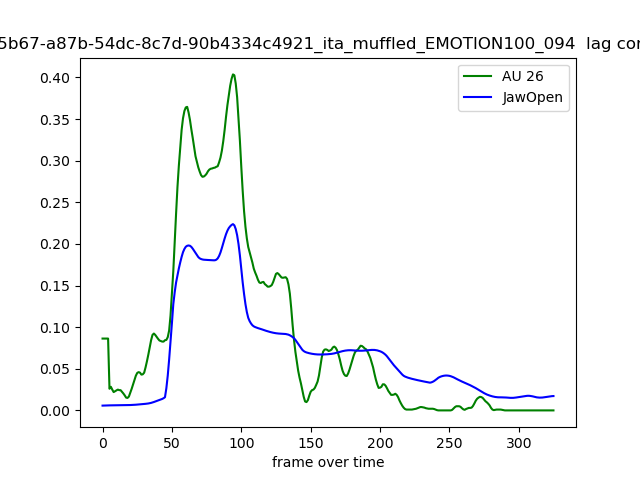 5b67-a87b-54dc-8c7d-90b4334c4921_ita_muffled_EMOTION100_094 lag
AU 26
JawOpen
0.40
0.35
0.30
0.25
0.20
0.15
0.10
0.05
0.00
0 50 100 150 200 250 300
frame over time